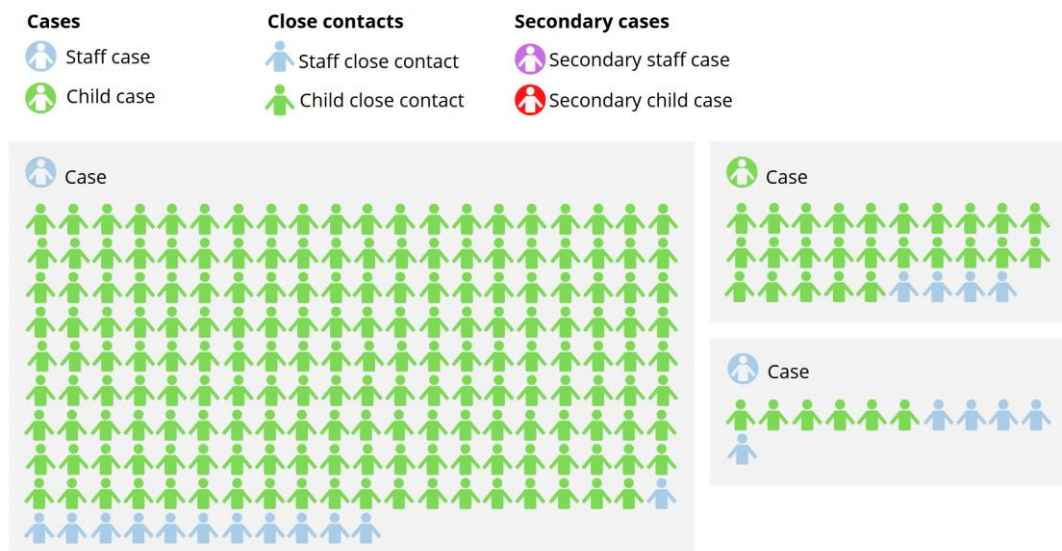 Cases
Close contacts
Secondary cases
Staff case
Staff close contact
Secondary staff case
Child case
Child close contact
Secondary child case
Case
Case
Case